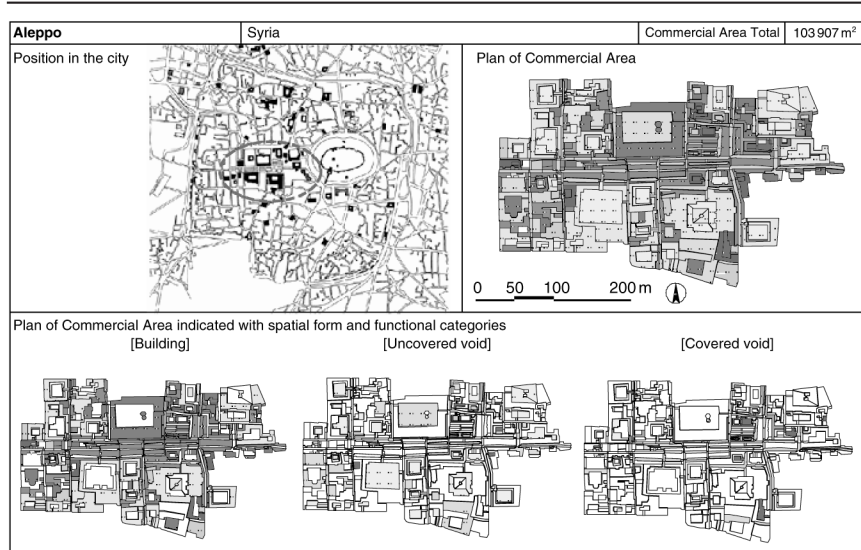 Aleppo
Syria
Commercial Area Total
103 907 m²
Position in the city
Plan of Commercial Area
0 50 100 200 m
Plan of Commercial Area indicated with spatial form and functional categories
[Building]
[Uncovered void]
[Covered void]